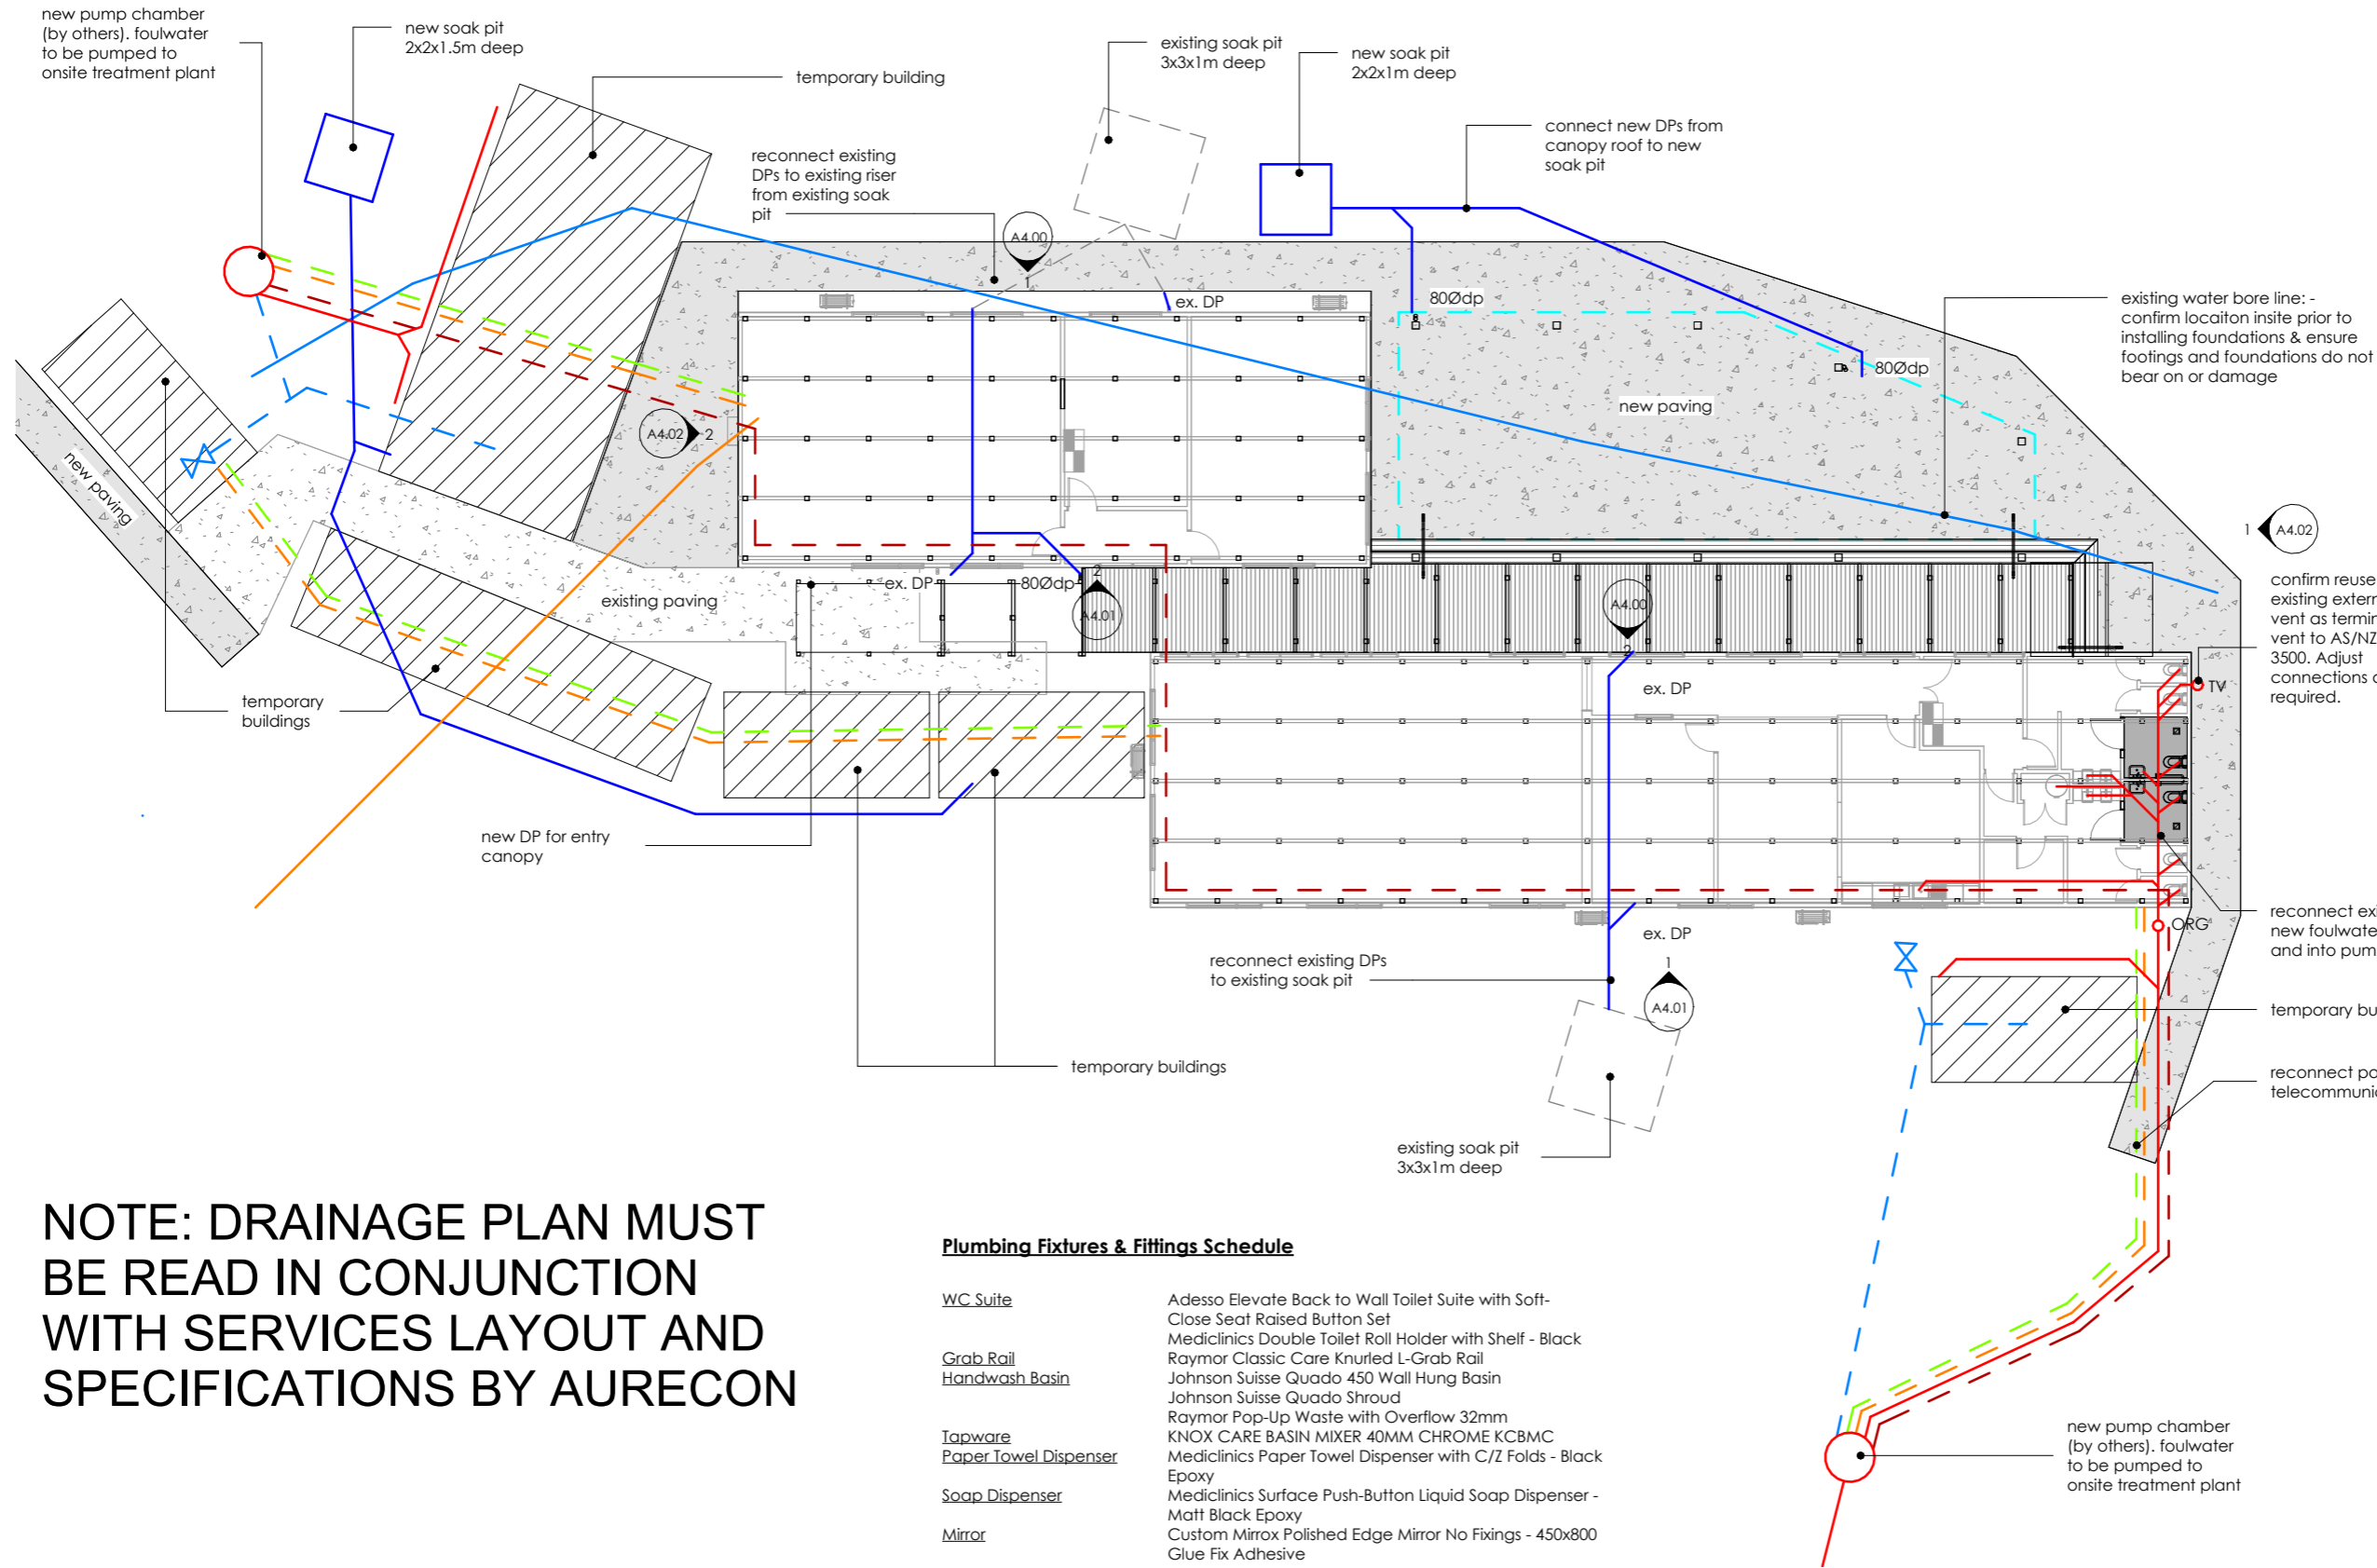 new pump chamber
(by others). foulwater
to be pumped to
onsite treatment plant
new soak pit
2x2x1.5m deep
temporary building
existing soak pit
3x3x1m deep
new soak pit
2x2x1m deep
connect new DPs from
canopy roof to new
soak pit
reconnect existing
DPs to existing riser
from existing soak
pit
A4.00
1
ex. DP
80Ødp
80Ødp
existing water bore line: -
confirm locaiton insite prior to
installing foundations & ensure
footings and foundations do not
bear on or damage
new paving
A4.02
2
new paving
1
A4.02
existing paving
ex. DP
80Ødp
2
A4.01
A4.00
2
confirm reuse
existing extern
vent as termin
vent to AS/NZ
3500. Adjust
connections
required.
TV
ex. DP
temporary
buildings
new DP for entry
canopy
reconnect existing DPs
to existing soak pit
ex. DP
1
A4.01
ORG
reconnect
new foulwate
and into pum
temporary
reconnect
temporary buildings
existing soak pit
3x3x1m deep
NOTE: DRAINAGE PLAN MUST
BE READ IN CONJUNCTION
WITH SERVICES LAYOUT AND
SPECIFICATIONS BY AURECON
Plumbing Fixtures & Fittings Schedule
WC Suite Adesso Elevate Back to Wall Toilet Suite with Soft-
Close Seat Raised Button Set
Mediclinics Double Toilet Roll Holder with Shelf - Black
Grab Rail Raymor Classic Care Knurled L-Grab Rail
Handwash Basin Johnson Suisse Quado 450 Wall Hung Basin
Johnson Suisse Quado Shroud
Raymor Pop-Up Waste with Overflow 32mm
Tapware KNOX CARE BASIN MIXER 40MM CHROME KCBMC
Paper Towel Dispenser Mediclinics Paper Towel Dispenser with C/Z Folds - Black
Epoxy
Soap Dispenser Mediclinics Surface Push-Button Liquid Soap Dispenser -
Matt Black Epoxy
Mirror Custom Mirrox Polished Edge Mirror No Fixings - 450x800
Glue Fix Adhesive
new pump chamber
(by others). foulwater
to be pumped to
onsite treatment plant